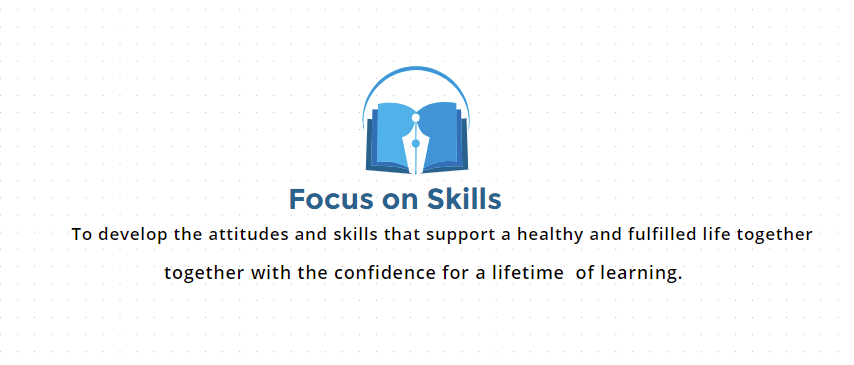 Focus on Skills
To develop the attitudes and skills that support a healthy and fulfilled life together
together with the confidence for a lifetime  of learning.